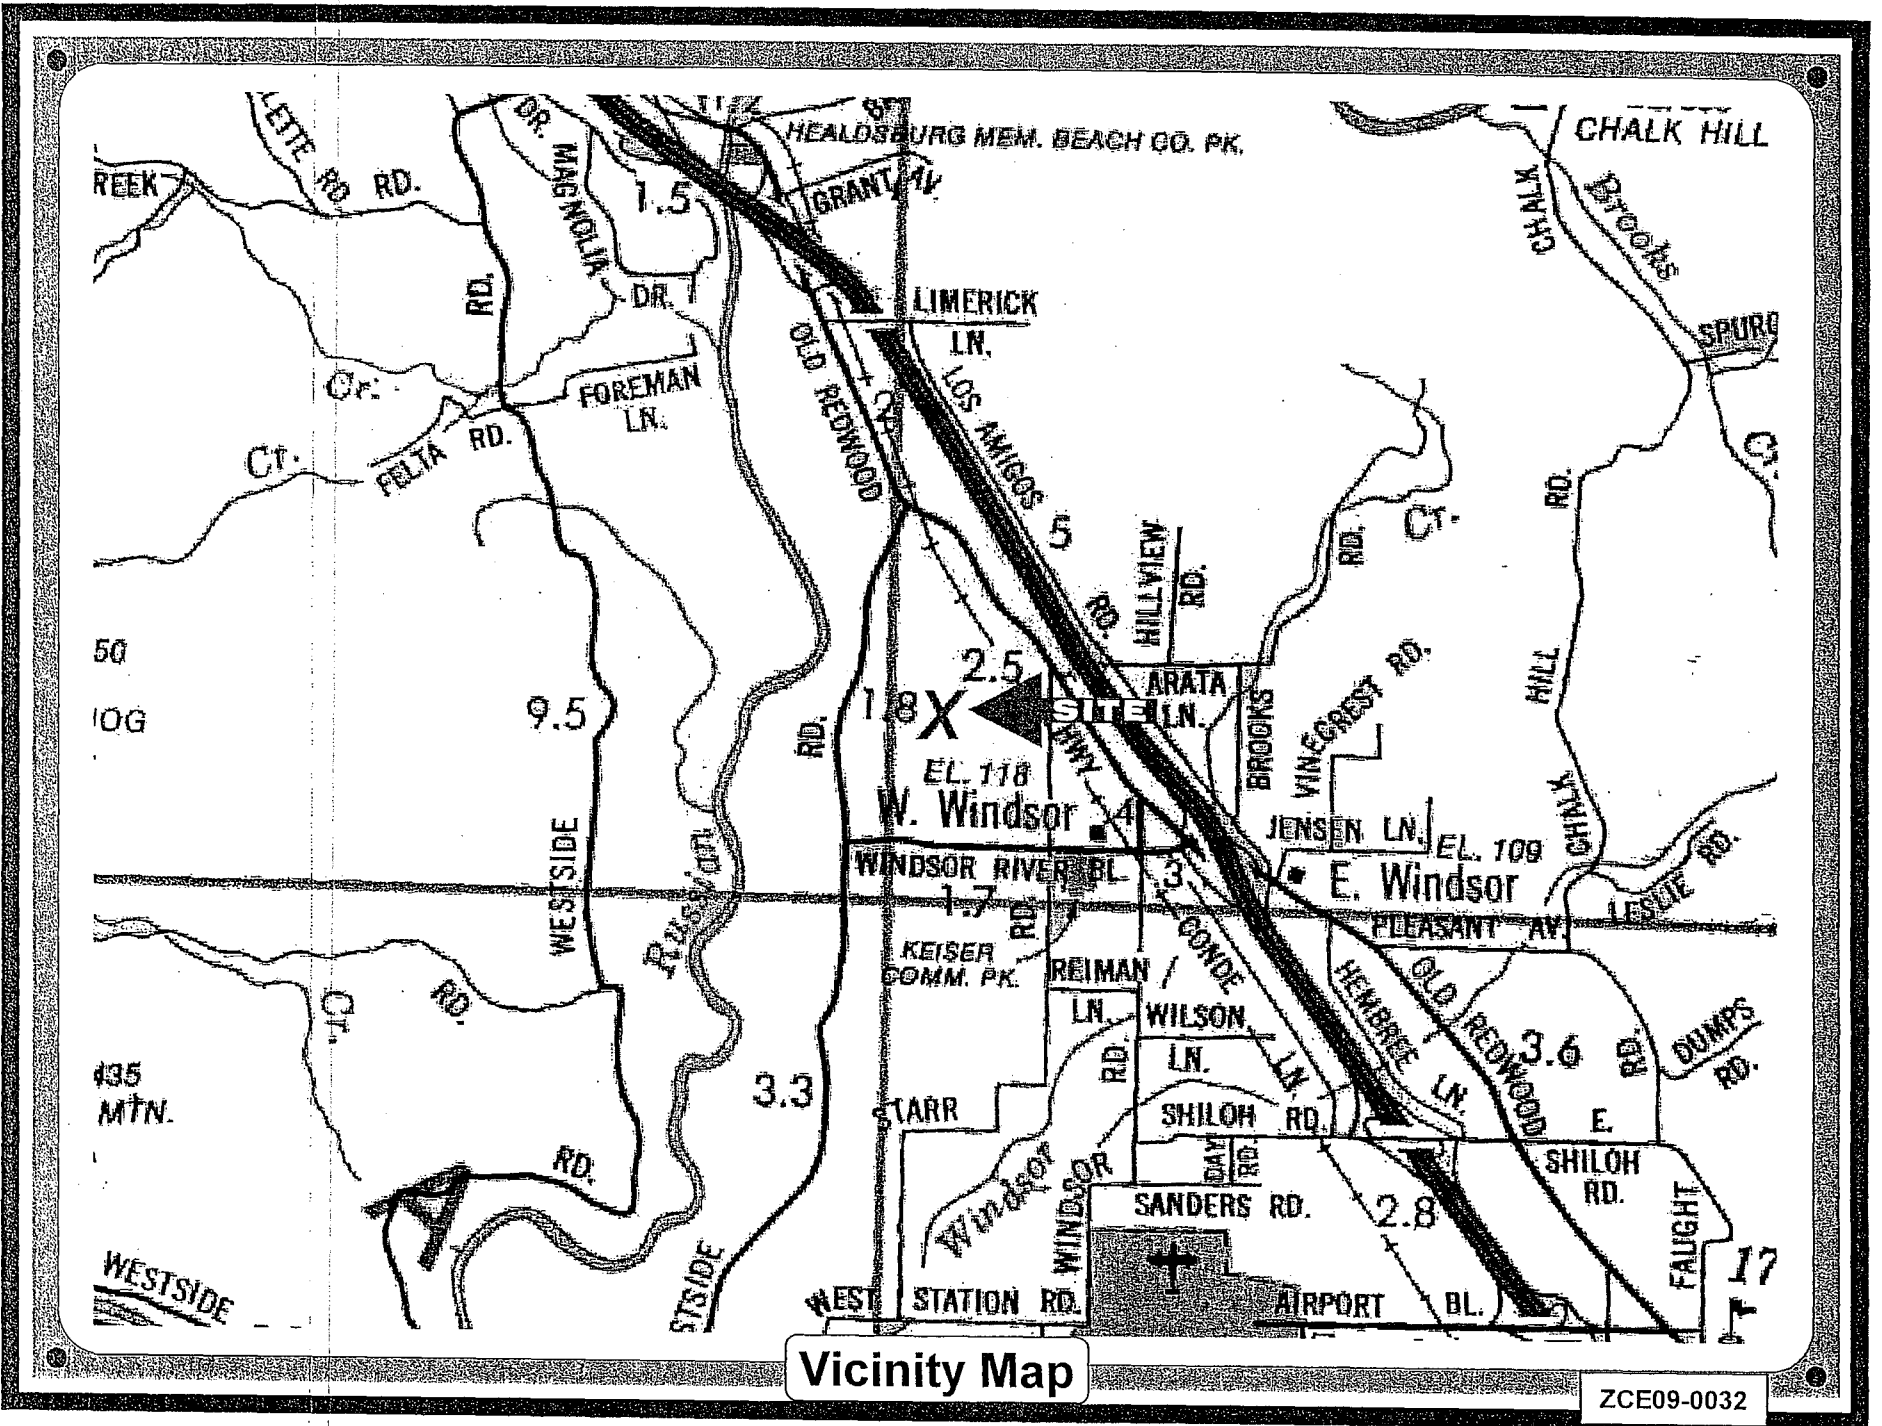 LETTE
RD.
DR.
HEALDSBURG MEM. BEACH CO. PK.
CHALK HILL
REEK
RD.
MAGNOLIA
1.5
GRANT AV.
CHALK
Brooks
RD.
DR.
LIMERICK
LN.
SPURG
OLD REDWOOD
Cr.
FOREMAN
LN.
LOS AMIGOS
Cr.
FELTA
RD.
RD.
Cr.
Cr.
5
HILLVIEW
RD.
RD.
RD.
50
2.5
ARATA
LN.
HILL
VINECREST RD.
IOG
9.5
RD.
1.8
X
SITE
HWY
BROOKS
EL. 118
W. Windsor
4
CHALK
JENSEN LN.
EL. 109
RD.
WESTSIDE
Russian
WINDSOR RIVER BL.
3
E. Windsor
LESLIE
1.7
RD.
PLEASANT AV.
KEISER
COMM. PK.
CONDE
REIMAN
LN.
HEMBREE
OLD REDWOOD
Cr.
RD.
WILSON
LN.
RD.
LN.
3.6
RD.
DUMPS
RD.
435
MTN.
3.3
STARR
SHILOH RD.
LN.
E.
SHILOH
RD.
RD.
Windsor
WINDSOR
DAY
RD.
SANDERS RD.
2.8
FAUGHT
WESTSIDE
STSIDE
WEST
STATION RD.
AIRPORT BL.
17
Vicinity Map
ZCE09-0032